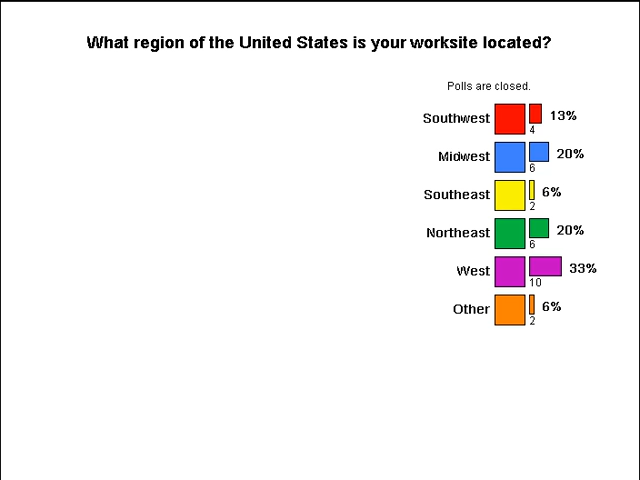 What region of the United States is your worksite located?
Polls are closed.
Southwest 13%
4
Midwest 20%
6
Southeast 6%
2
Northeast 20%
6
West 33%
10
Other 6%
2